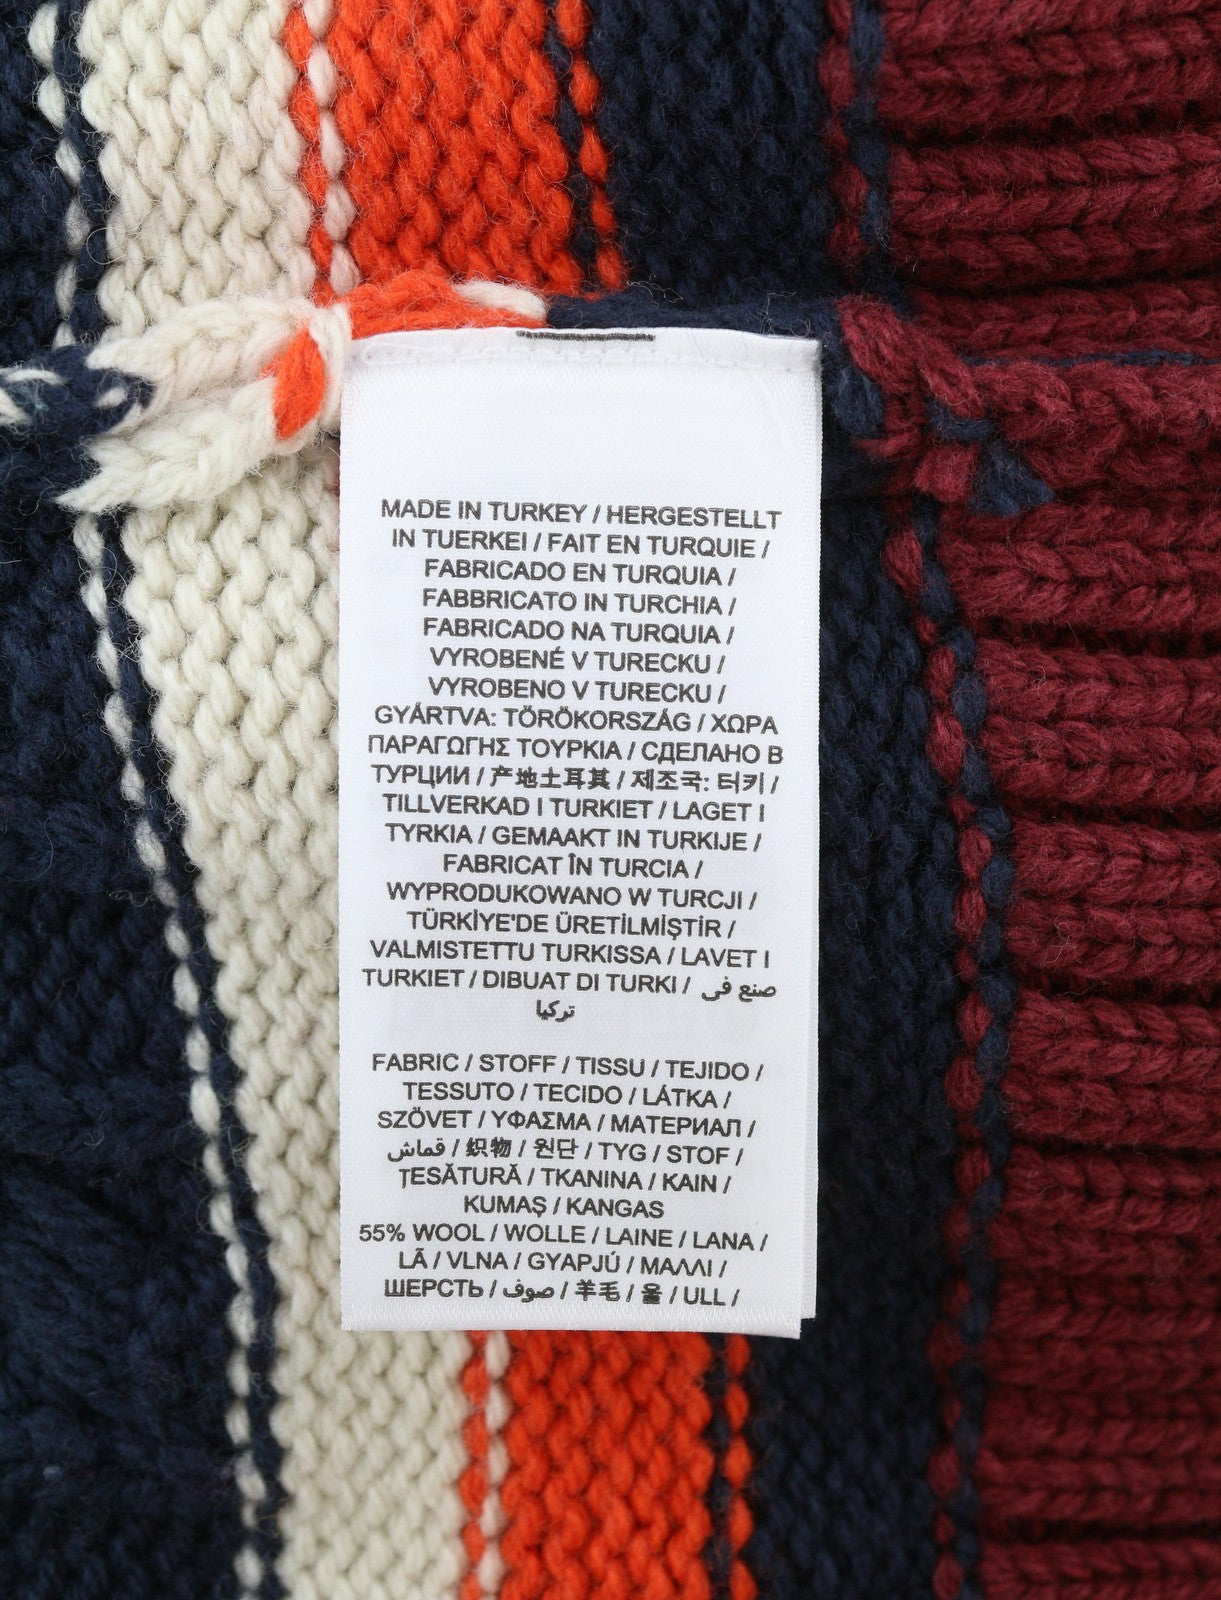 MADE IN TURKEY / HERGESTELLT
IN TUERKEI / FAIT EN TURQUIE /
FABRICADO EN TURQUIA /
FABBRICATO IN TURCHIA /
FABRICADO NA TURQUIA /
VYROBENÉ V TURECKU /
VYROBENO V TURECKU /
GYÁRTVA: TÖRÖKORSZÁG / ΧΩΡΑ
ΠΑΡΑΓΩΓΗΣ ΤΟΥΡΚΙΑ / СДЕЛАНО В
ТУРЦИИ / 产地土耳其 / 제조국: 터키 /
TILLVERKAD I TURKIET / LAGET I
TYRKIA / GEMAAKT IN TURKIJE /
FABRICAT ÎN TURCIA /
WYPRODUKOWANO W TURCJI /
TÜRKİYE'DE ÜRETİLMİŞTİR /
VALMISTETTU TURKISSA / LAVET I
TURKIET / DIBUAT DI TURKI / صنع في
تركيا
FABRIC / STOFF / TISSU / TEJIDO /
TESSUTO / TECIDO / LÁTKA /
SZÖVET / ΥΦΑΣΜΑ / МАТЕРИАЛ /
قماش / 织物 / 원단 / TYG / STOF /
ȚESĂTURĂ / TKANINA / KAIN /
KUMAŞ / KANGAS
55% WOOL / WOLLE / LAINE / LANA /
LÃ / VLNA / GYAPJÚ / ΜΑΛΛΙ /
ШЕРСТЬ / صوف / 羊毛 / 울 / ULL /